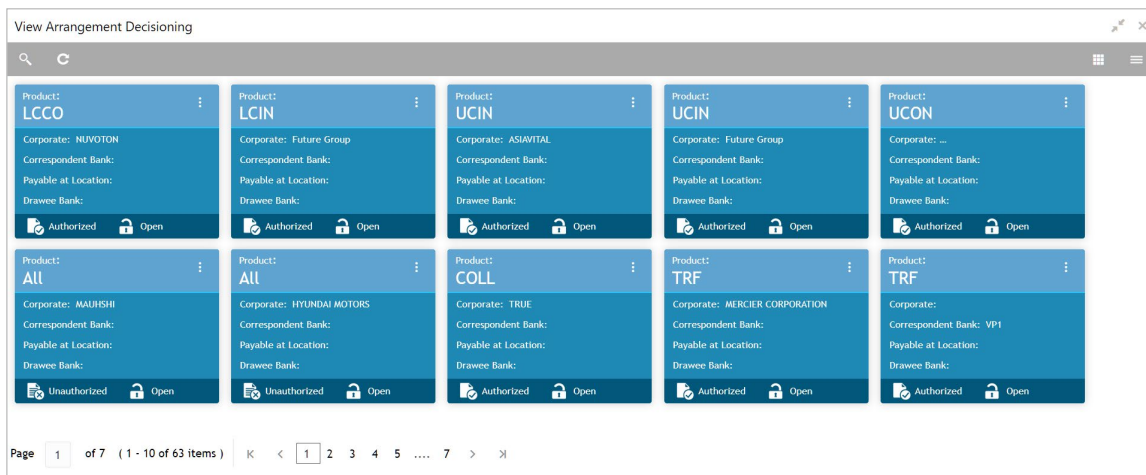 View Arrangement Decisioning
Product:
LCCO
Corporate: NUVOTON
Correspondent Bank:
Payable at Location:
Drawee Bank:
Authorized Open
Product:
LCIN
Corporate: Future Group
Correspondent Bank:
Payable at Location:
Drawee Bank:
Authorized Open
Product:
UCIN
Corporate: ASIAVITAL
Correspondent Bank:
Payable at Location:
Drawee Bank:
Authorized Open
Product:
UCIN
Corporate: Future Group
Correspondent Bank:
Payable at Location:
Drawee Bank:
Authorized Open
Product:
UCON
Corporate: ...
Correspondent Bank:
Payable at Location:
Drawee Bank:
Authorized Open
Product:
All
Corporate: MAUHSHI
Correspondent Bank:
Payable at Location:
Drawee Bank:
Unauthorized Open
Product:
All
Corporate: HYUNDAI MOTORS
Correspondent Bank:
Payable at Location:
Drawee Bank:
Unauthorized Open
Product:
COLL
Corporate: TRUE
Correspondent Bank:
Payable at Location:
Drawee Bank:
Authorized Open
Product:
TRF
Corporate: MERCIER CORPORATION
Correspondent Bank:
Payable at Location:
Drawee Bank:
Authorized Open
Product:
TRF
Corporate:
Correspondent Bank: VP1
Payable at Location:
Drawee Bank:
Authorized Open
Page 1 of 7 ( 1 - 10 of 63 items ) 1 2 3 4 5 .... 7